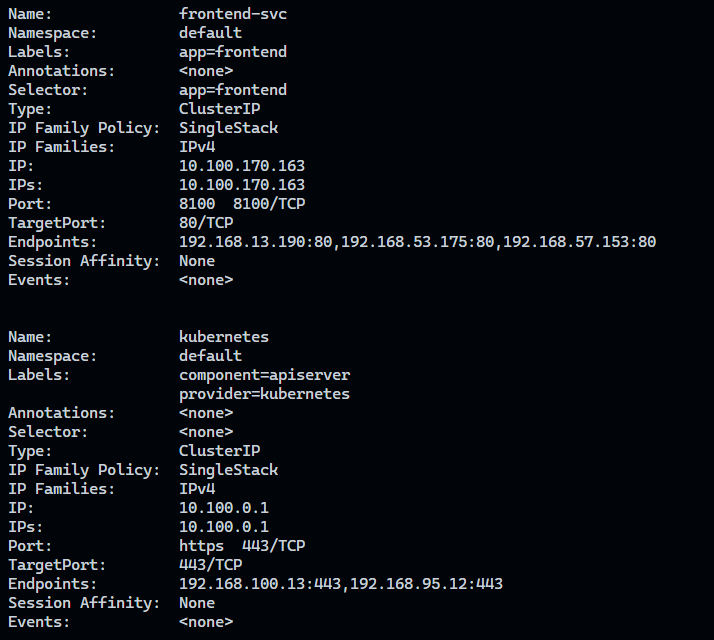 Name:              frontend-svc
Namespace:         default
Labels:            app=frontend
Annotations:       <none>
Selector:          app=frontend
Type:              ClusterIP
IP Family Policy:  SingleStack
IP Families:       IPv4
IP:                10.100.170.163
IPs:               10.100.170.163
Port:              8100  8100/TCP
TargetPort:        80/TCP
Endpoints:         192.168.13.190:80,192.168.53.175:80,192.168.57.153:80
Session Affinity:  None
Events:            <none>
Name:              kubernetes
Namespace:         default
Labels:            component=apiserver
                   provider=kubernetes
Annotations:       <none>
Selector:          <none>
Type:              ClusterIP
IP Family Policy:  SingleStack
IP Families:       IPv4
IP:                10.100.0.1
IPs:               10.100.0.1
Port:              https  443/TCP
TargetPort:        443/TCP
Endpoints:         192.168.100.13:443,192.168.95.12:443
Session Affinity:  None
Events:            <none>